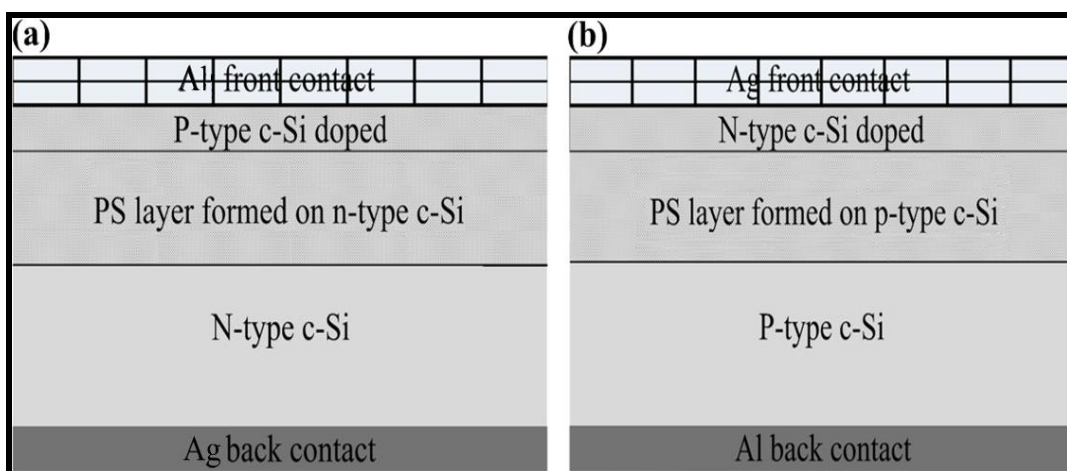 (a)
Al front contact
P-type c-Si doped
PS layer formed on n-type c-Si
N-type c-Si
Ag back contact
(b)
Ag front contact
N-type c-Si doped
PS layer formed on p-type c-Si
P-type c-Si
Al back contact